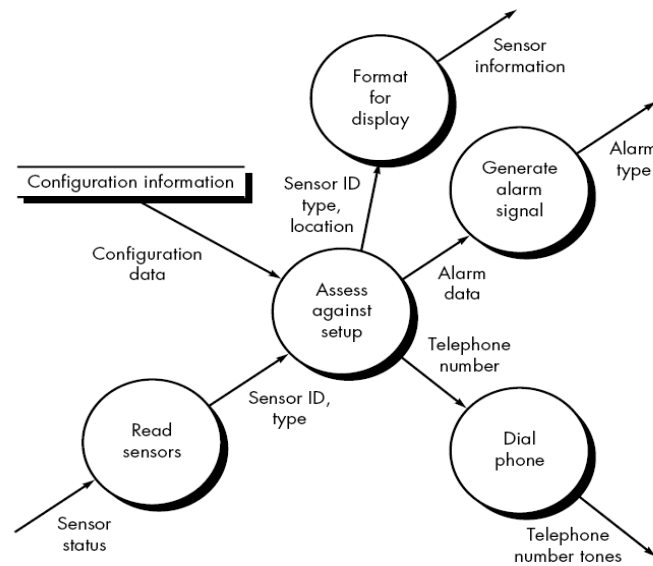 Sensor
information
Format
for
display
Alarm
type
Generate
alarm
signal
Configuration information
Sensor ID
type,
location
Configuration
data
Alarm
data
Assess
against
setup
Telephone
number
Sensor ID,
type
Read
sensors
Dial
phone
Sensor
status
Telephone
number tones